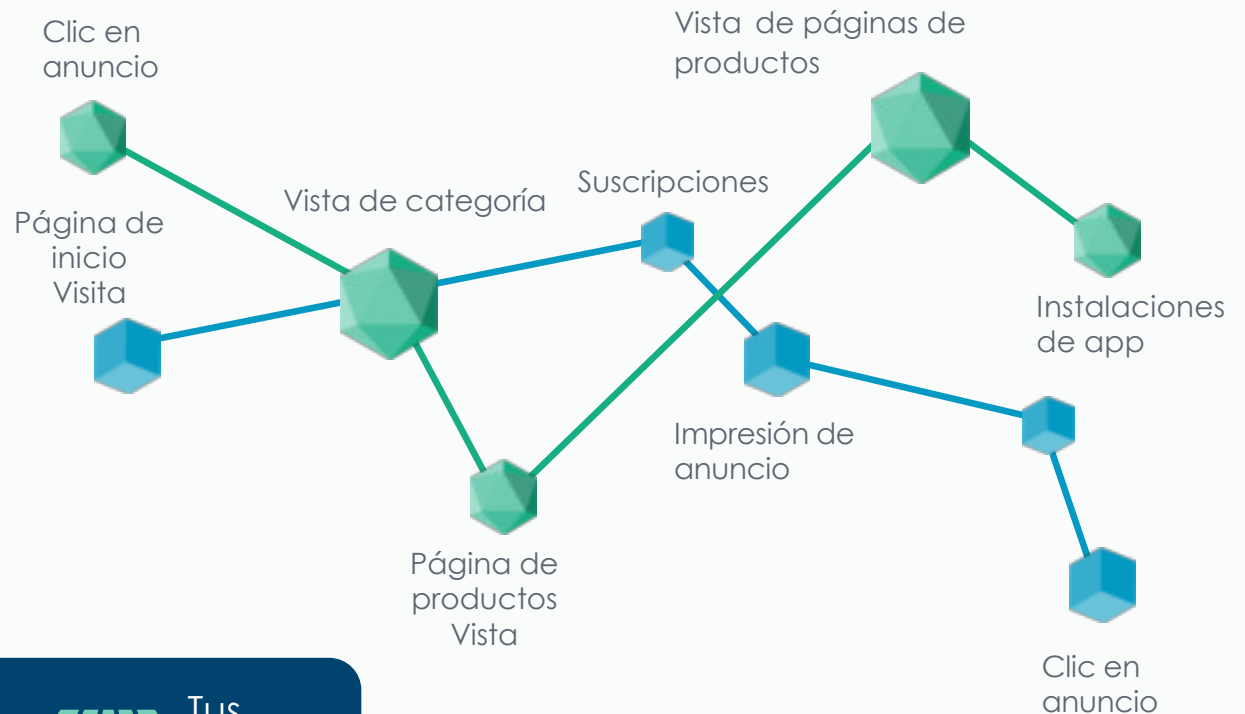 Clic en
anuncio
Vista de páginas de
productos
Vista de categoría
Suscripciones
Página de
inicio
Visita
Instalaciones
de app
Impresión de
anuncio
Página de
productos
Vista
Clic en
anuncio
Tus